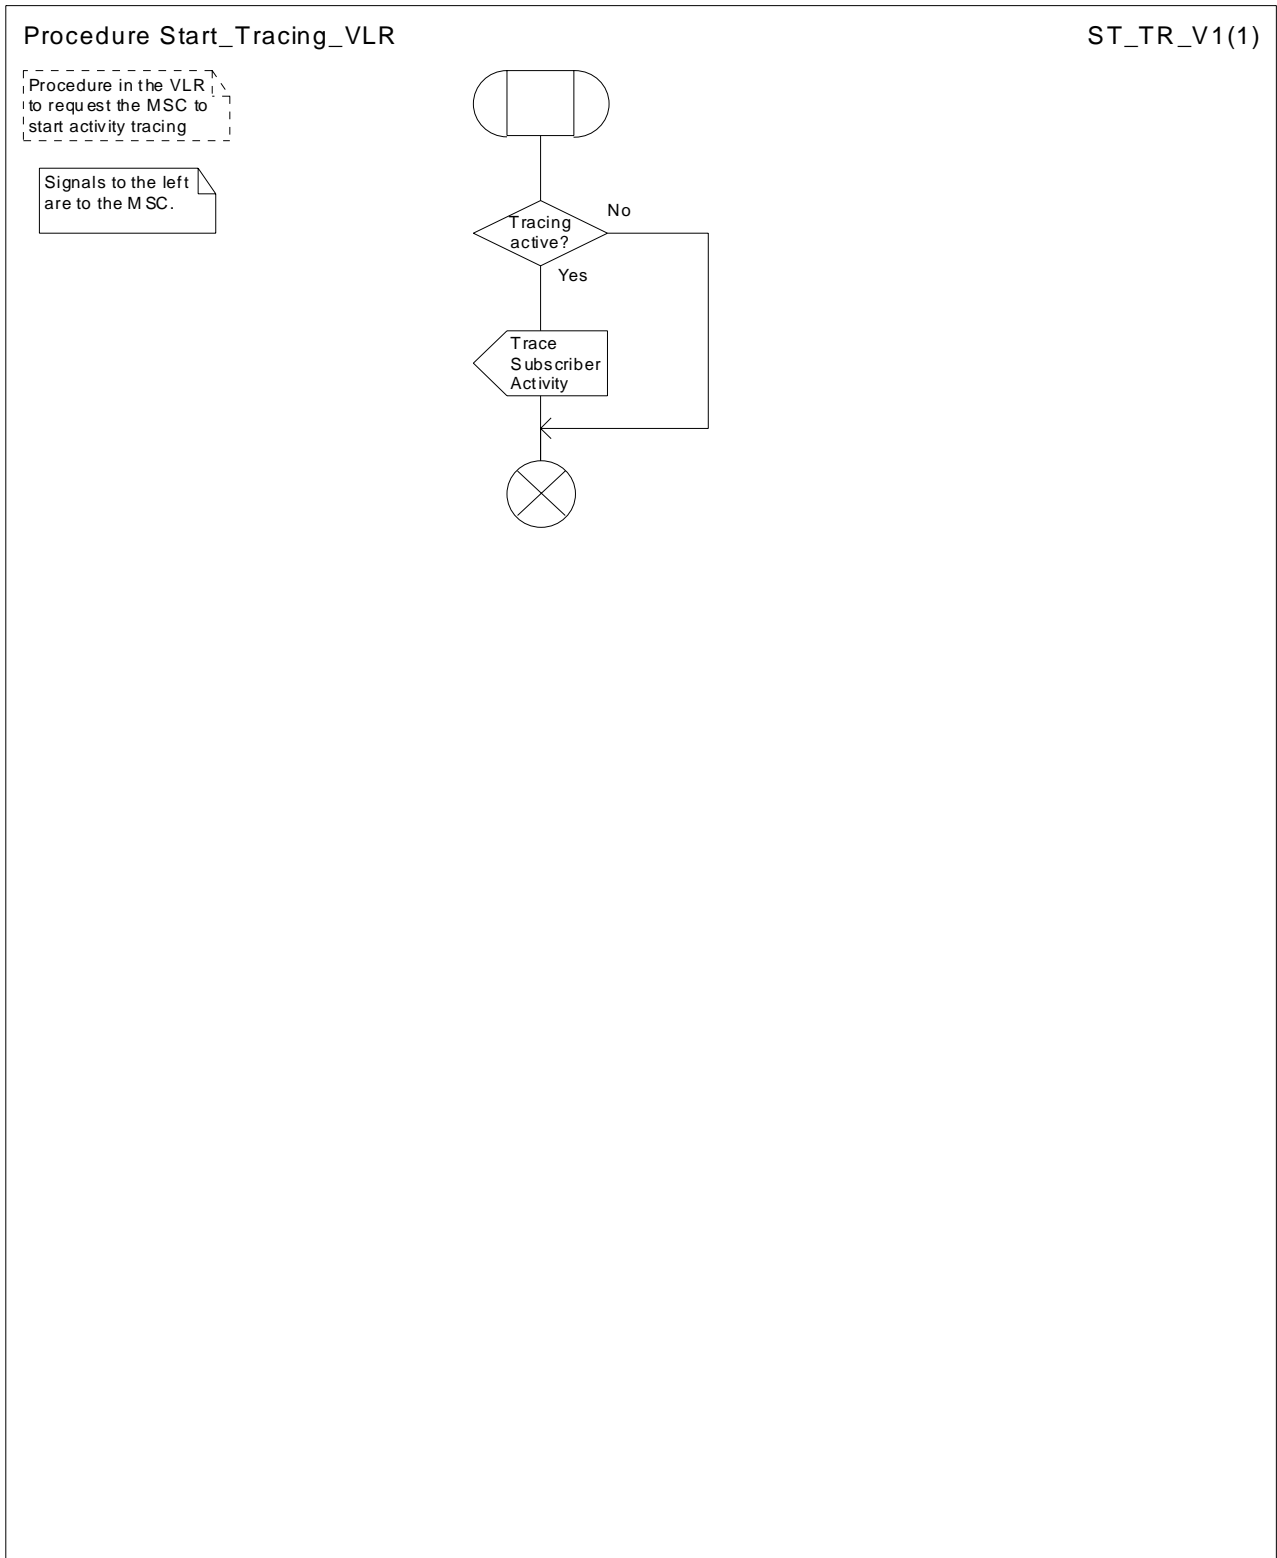 Procedure Start_Tracing_VLR
ST_TR_V1(1)
Procedure in the VLR
to request the MSC to
start activity tracing
Signals to the left
are to the MSC.
Tracing
active?
No
Yes
Trace
Subscriber
Activity